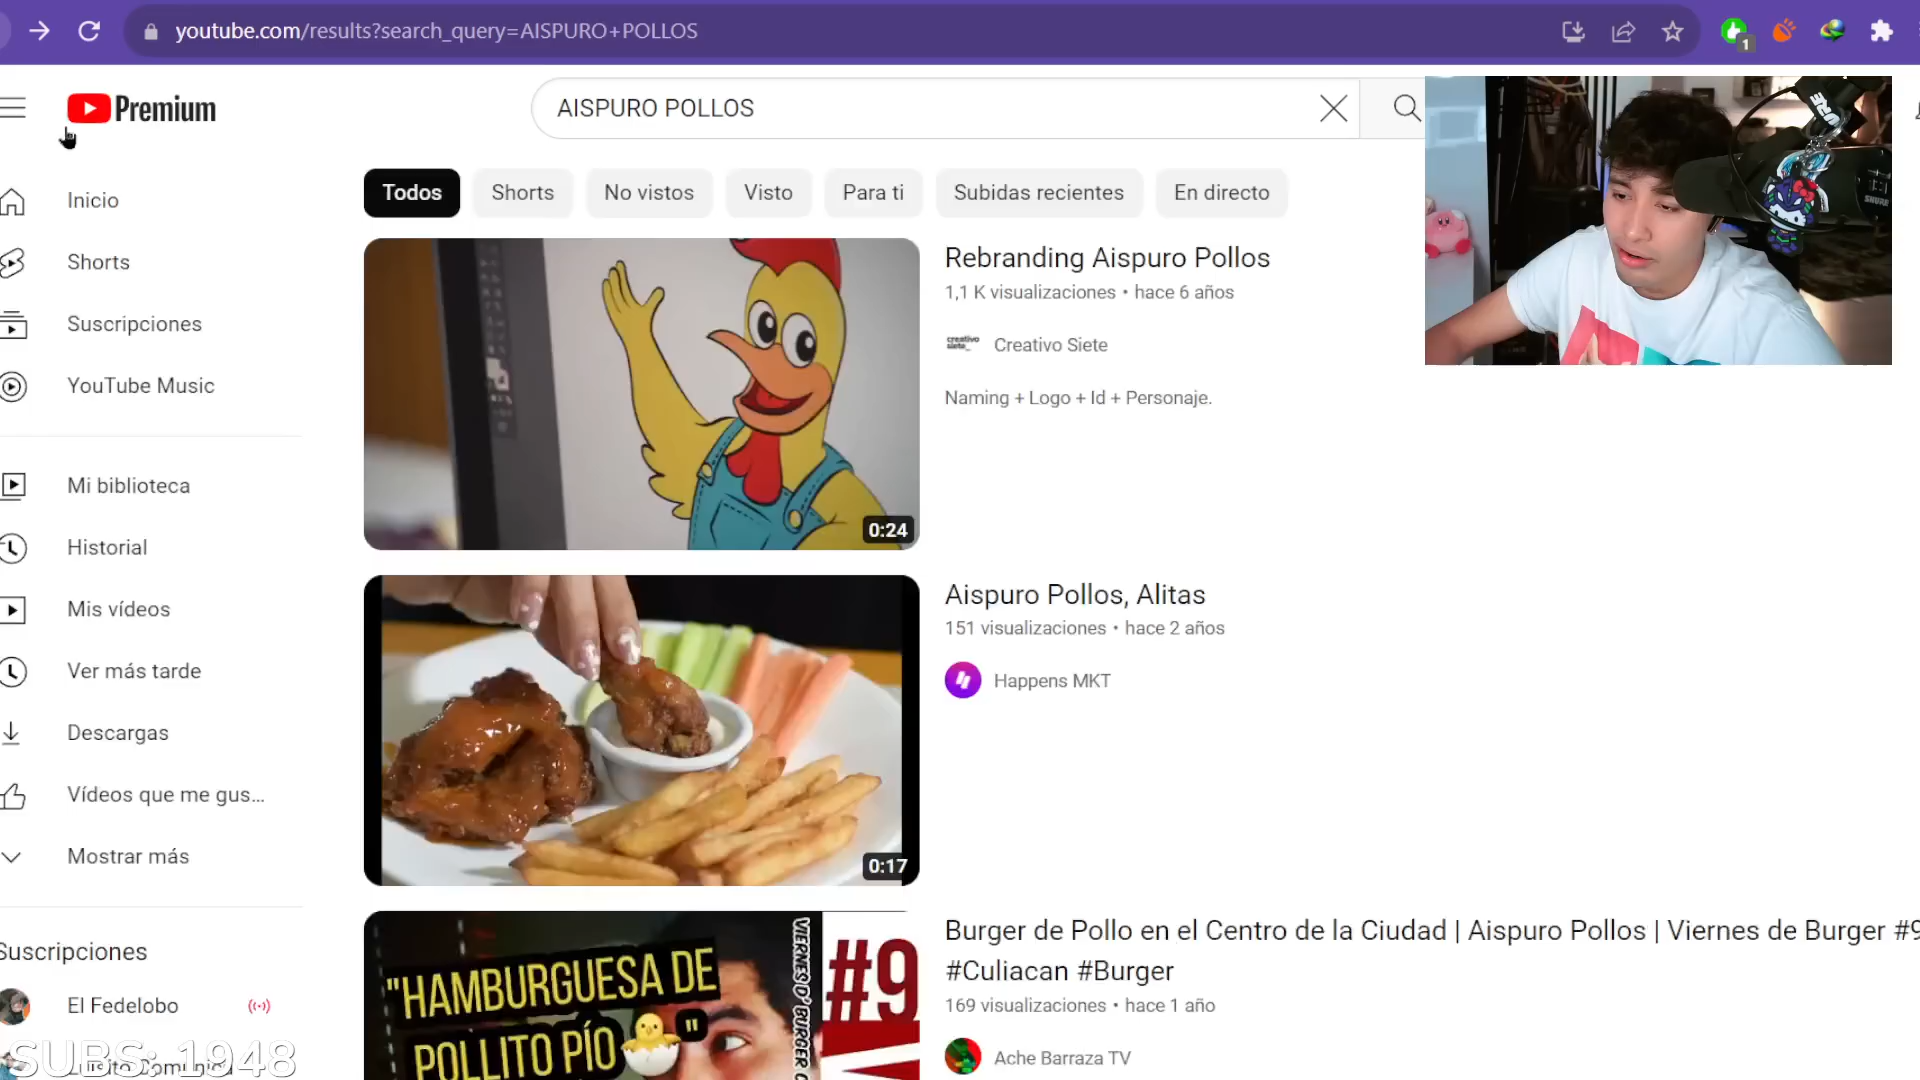 youtube.com/results?search_query=AISPURO+POLLOS
1
Premium
AISPURO POLLOS
SHURE
Todos
Shorts
No vistos
Visto
Para ti
Subidas recientes
En directo
Inicio
Shorts
Suscripciones
YouTube Music
Mi biblioteca
Historial
Mis vídeos
Ver más tarde
Descargas
Vídeos que me gus...
Mostrar más
Suscripciones
El Fedelobo
SUBS: 1948
0:24
Rebranding Aispuro Pollos
1,1 K visualizaciones • hace 6 años
creativo
siete_
Creativo Siete
Naming + Logo + Id + Personaje.
0:17
Aispuro Pollos, Alitas
151 visualizaciones • hace 2 años
Happens MKT
"HAMBURGUESA DE
POLLITO PÍO "
VIERNES D' BURGER
#9
Burger de Pollo en el Centro de la Ciudad | Aispuro Pollos | Viernes de Burger #9
#Culiacan #Burger
169 visualizaciones • hace 1 año
Ache Barraza TV